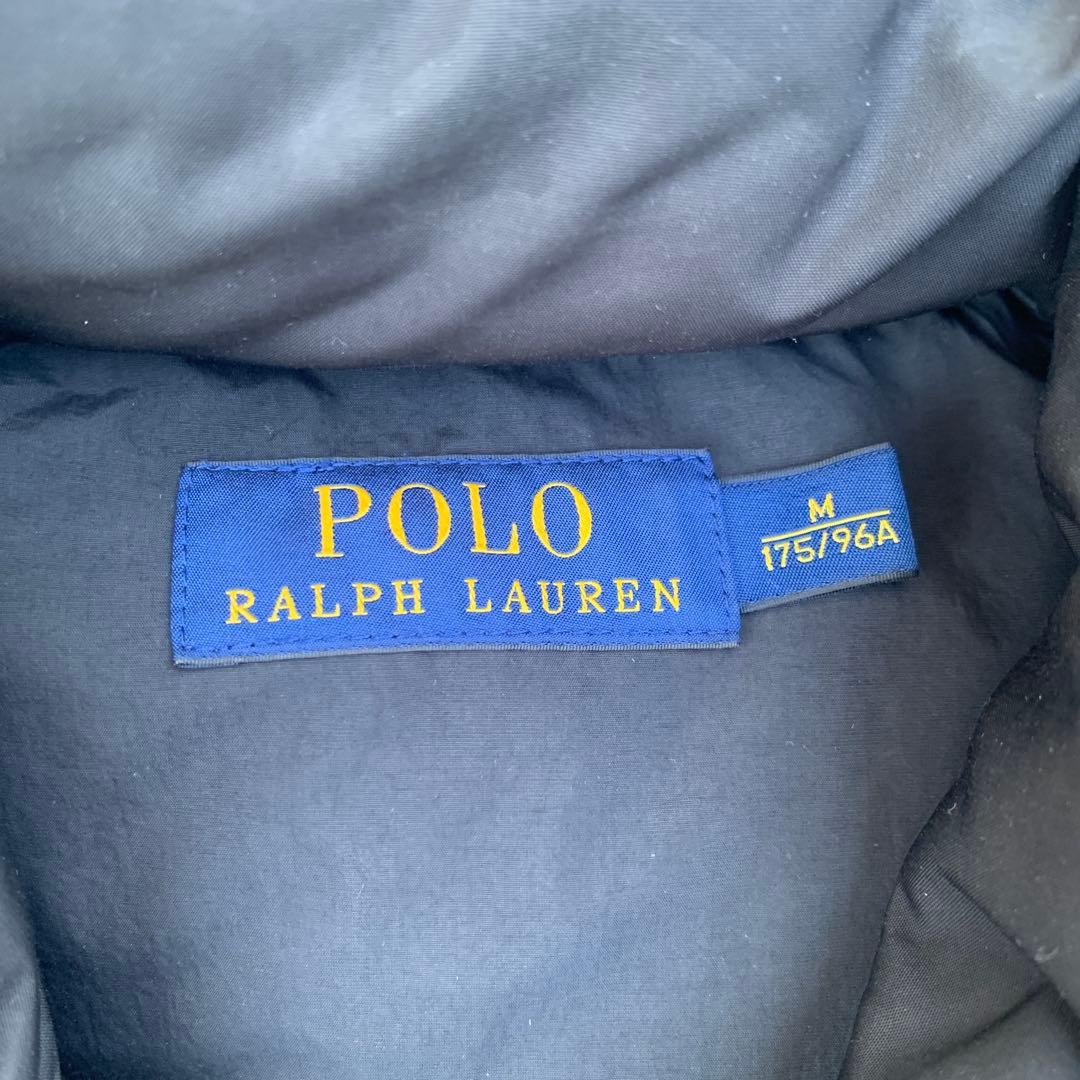 POLO
RALPH LAUREN
M
175/96A